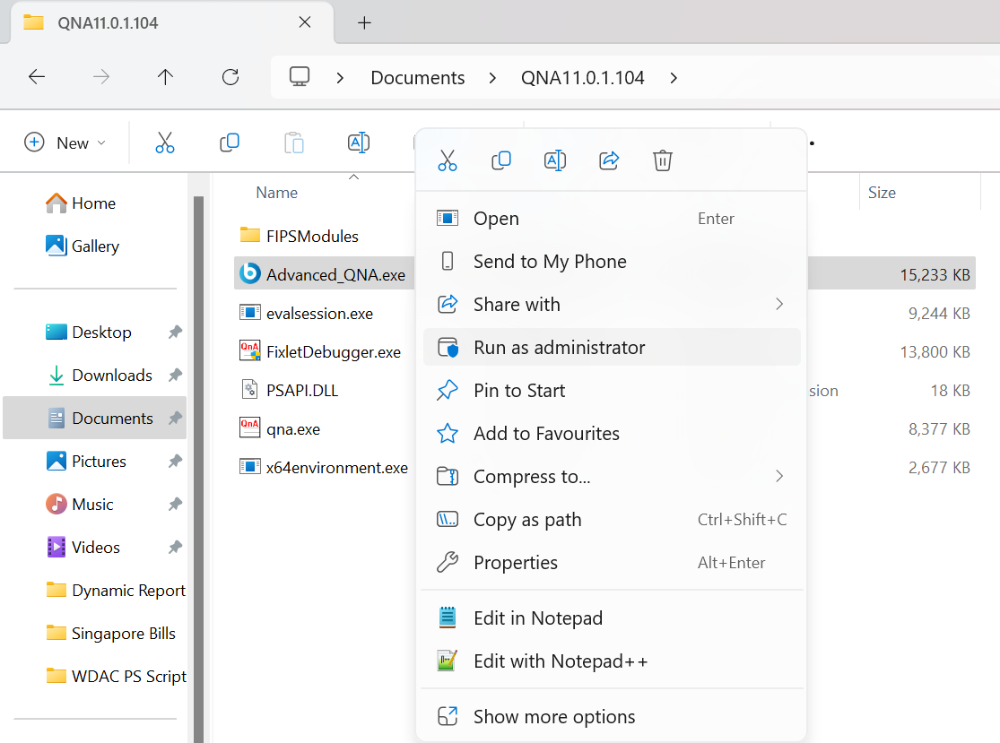 QNA11.0.1.104
Documents
QNA11.0.1.104
New
Name
Size
Home
Gallery
Desktop
Downloads
Documents
Pictures
Music
Videos
Dynamic Report
Singapore Bills
WDAC PS Script
FIPSModules
Advanced_QNA.exe 15,233 KB
evalsession.exe 9,244 KB
QnA FixletDebugger.exe 13,800 KB
PSAPI.DLL sion 18 KB
QnA qna.exe 8,377 KB
x64environment.exe 2,677 KB
Open Enter
Send to My Phone
Share with
Run as administrator
Pin to Start
Add to Favourites
Compress to...
Copy as path Ctrl+Shift+C
Properties Alt+Enter
Edit in Notepad
Edit with Notepad++
Show more options